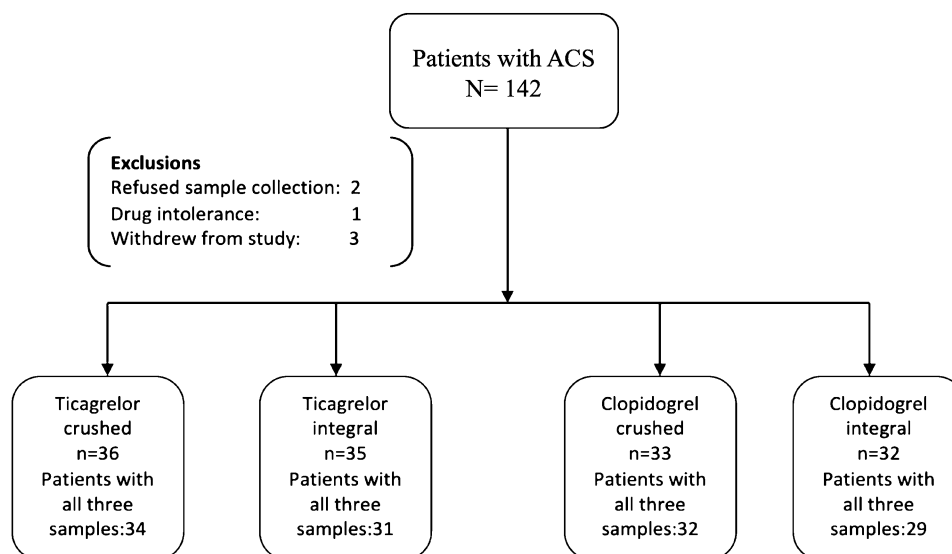 Patients with ACS
N= 142
Exclusions
Refused sample collection: 2
Drug intolerance: 1
Withdrew from study: 3
Ticagrelor
crushed
n=36
Patients with
all three
samples:34
Ticagrelor
integral
n=35
Patients with
all three
samples:31
Clopidogrel
crushed
n=33
Patients with
all three
samples:32
Clopidogrel
integral
n=32
Patients with
all three
samples:29